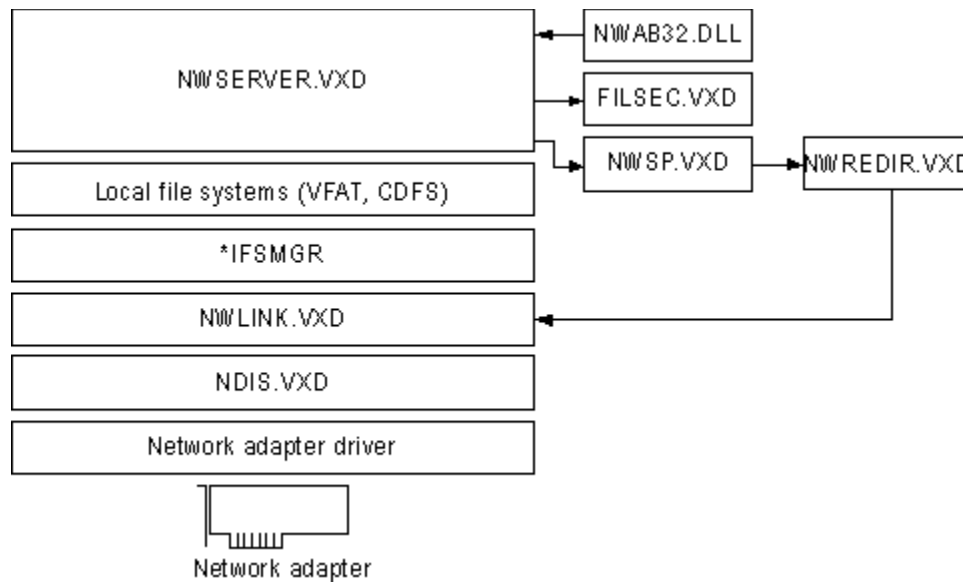 NWSERVER.VXD
NWAB32.DLL
FILSEC.VXD
NWSP.VXD
NWREDIR.VXD
Local file systems (VFAT, CDFS)
*IFSMGR
NWLINK.VXD
NDIS.VXD
Network adapter driver
Network adapter